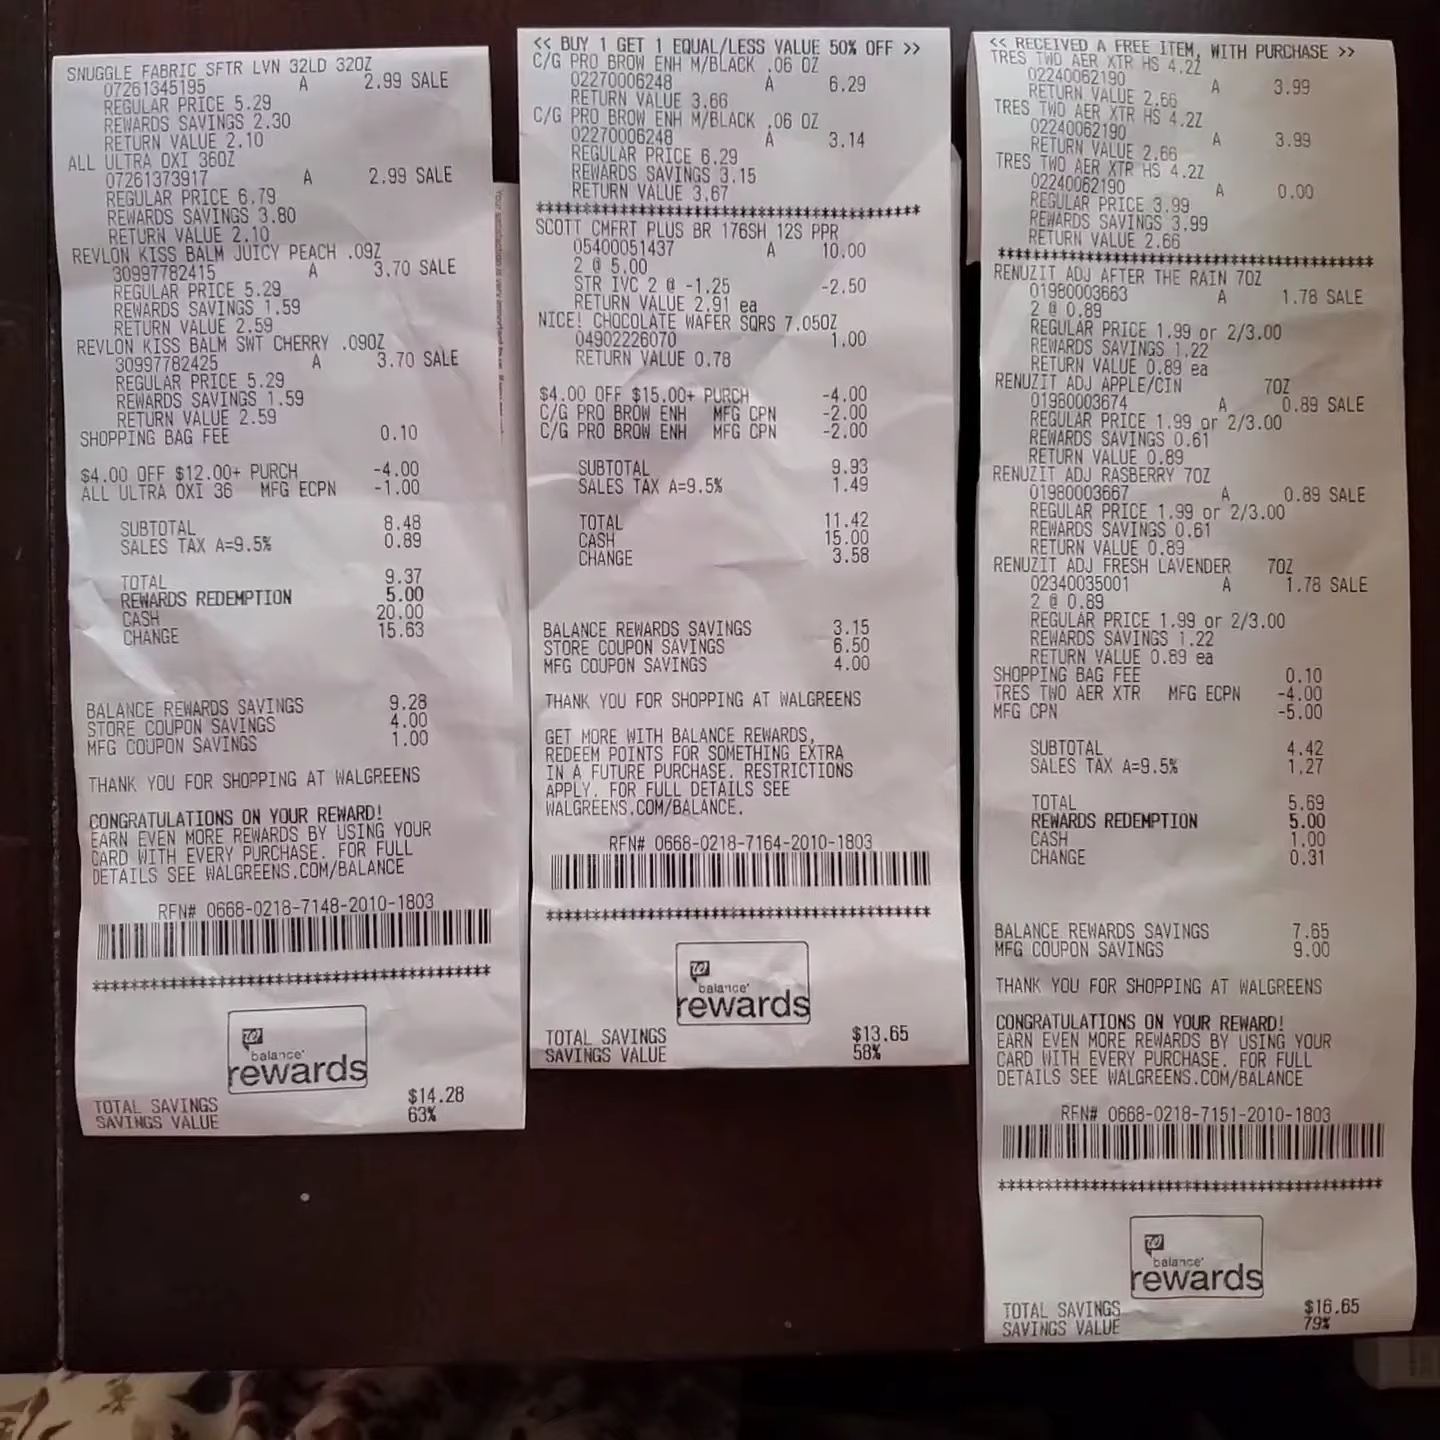 SNUGGLE FABRIC SFTR LVN 32LD 32OZ
07261345195 A 2.99 SALE
REGULAR PRICE 5.29
REWARDS SAVINGS 2.30
RETURN VALUE 2.10
ALL ULTRA OXI 36OZ
07261373917 A 2.99 SALE
REGULAR PRICE 6.79
REWARDS SAVINGS 3.80
RETURN VALUE 2.10
REVLON KISS BALM JUICY PEACH .09Z
30997782415 A 3.70 SALE
REGULAR PRICE 5.29
REWARDS SAVINGS 1.59
RETURN VALUE 2.59
REVLON KISS BALM SWT CHERRY .09OZ
30997782425 A 3.70 SALE
REGULAR PRICE 5.29
REWARDS SAVINGS 1.59
RETURN VALUE 2.59
SHOPPING BAG FEE 0.10
$4.00 OFF $12.00+ PURCH -4.00
ALL ULTRA OXI 36 MFG ECPN -1.00
SUBTOTAL 8.48
SALES TAX A=9.5% 0.89
TOTAL 9.37
REWARDS REDEMPTION 5.00
CASH 20.00
CHANGE 15.63
BALANCE REWARDS SAVINGS 9.28
STORE COUPON SAVINGS 4.00
MFG COUPON SAVINGS 1.00
THANK YOU FOR SHOPPING AT WALGREENS
CONGRATULATIONS ON YOUR REWARD!
EARN EVEN MORE REWARDS BY USING YOUR
CARD WITH EVERY PURCHASE. FOR FULL
DETAILS SEE WALGREENS.COM/BALANCE
RFN# 0668-0218-7148-2010-1803
****************************************
W
balance'
rewards
TOTAL SAVINGS $14.28
SAVINGS VALUE 63%
<< BUY 1 GET 1 EQUAL/LESS VALUE 50% OFF >>
C/G PRO BROW ENH M/BLACK .06 OZ
02270006248 A 6.29
RETURN VALUE 3.66
C/G PRO BROW ENH M/BLACK .06 OZ
02270006248 A 3.14
REGULAR PRICE 6.29
REWARDS SAVINGS 3.15
RETURN VALUE 3.67
****************************************
SCOTT CMFRT PLUS BR 176SH 12S PPR
05400051437 A 10.00
2 @ 5.00
STR IVC 2 @ -1.25 -2.50
RETURN VALUE 2.91 ea
NICE! CHOCOLATE WAFER SQRS 7.05OZ
04902226070 1.00
RETURN VALUE 0.78
$4.00 OFF $15.00+ PURCH -4.00
C/G PRO BROW ENH MFG CPN -2.00
C/G PRO BROW ENH MFG CPN -2.00
SUBTOTAL 9.93
SALES TAX A=9.5% 1.49
TOTAL 11.42
CASH 15.00
CHANGE 3.58
BALANCE REWARDS SAVINGS 3.15
STORE COUPON SAVINGS 6.50
MFG COUPON SAVINGS 4.00
THANK YOU FOR SHOPPING AT WALGREENS
GET MORE WITH BALANCE REWARDS,
REDEEM POINTS FOR SOMETHING EXTRA
IN A FUTURE PURCHASE. RESTRICTIONS
APPLY. FOR FULL DETAILS SEE
WALGREENS.COM/BALANCE.
RFN# 0668-0218-7164-2010-1803
****************************************
W
balance'
rewards
TOTAL SAVINGS $13.65
SAVINGS VALUE 58%
<< RECEIVED A FREE ITEM, WITH PURCHASE >>
TRES TWO AER XTR HS 4.2Z
02240062190 A 3.99
RETURN VALUE 2.66
TRES TWO AER XTR HS 4.2Z
02240062190 A 3.99
RETURN VALUE 2.66
TRES TWO AER XTR HS 4.2Z
02240062190 A 0.00
REGULAR PRICE 3.99
REWARDS SAVINGS 3.99
RETURN VALUE 2.66
****************************************
RENUZIT ADJ AFTER THE RAIN 7OZ
01980003663 A 1.78 SALE
2 @ 0.89
REGULAR PRICE 1.99 or 2/3.00
REWARDS SAVINGS 1.22
RETURN VALUE 0.89 ea
RENUZIT ADJ APPLE/CIN 7OZ
01980003674 A 0.89 SALE
REGULAR PRICE 1.99 or 2/3.00
REWARDS SAVINGS 0.61
RETURN VALUE 0.89
RENUZIT ADJ RASBERRY 7OZ
01980003667 A 0.89 SALE
REGULAR PRICE 1.99 or 2/3.00
REWARDS SAVINGS 0.61
RETURN VALUE 0.89
RENUZIT ADJ FRESH LAVENDER 7OZ
02340035001 A 1.78 SALE
2 @ 0.89
REGULAR PRICE 1.99 or 2/3.00
REWARDS SAVINGS 1.22
RETURN VALUE 0.89 ea
SHOPPING BAG FEE 0.10
TRES TWO AER XTR MFG ECPN -4.00
MFG CPN -5.00
SUBTOTAL 4.42
SALES TAX A=9.5% 1.27
TOTAL 5.69
REWARDS REDEMPTION 5.00
CASH 1.00
CHANGE 0.31
BALANCE REWARDS SAVINGS 7.65
MFG COUPON SAVINGS 9.00
THANK YOU FOR SHOPPING AT WALGREENS
CONGRATULATIONS ON YOUR REWARD!
EARN EVEN MORE REWARDS BY USING YOUR
CARD WITH EVERY PURCHASE. FOR FULL
DETAILS SEE WALGREENS.COM/BALANCE
RFN# 0668-0218-7151-2010-1803
****************************************
W
balance'
rewards
TOTAL SAVINGS $16.65
SAVINGS VALUE 79%